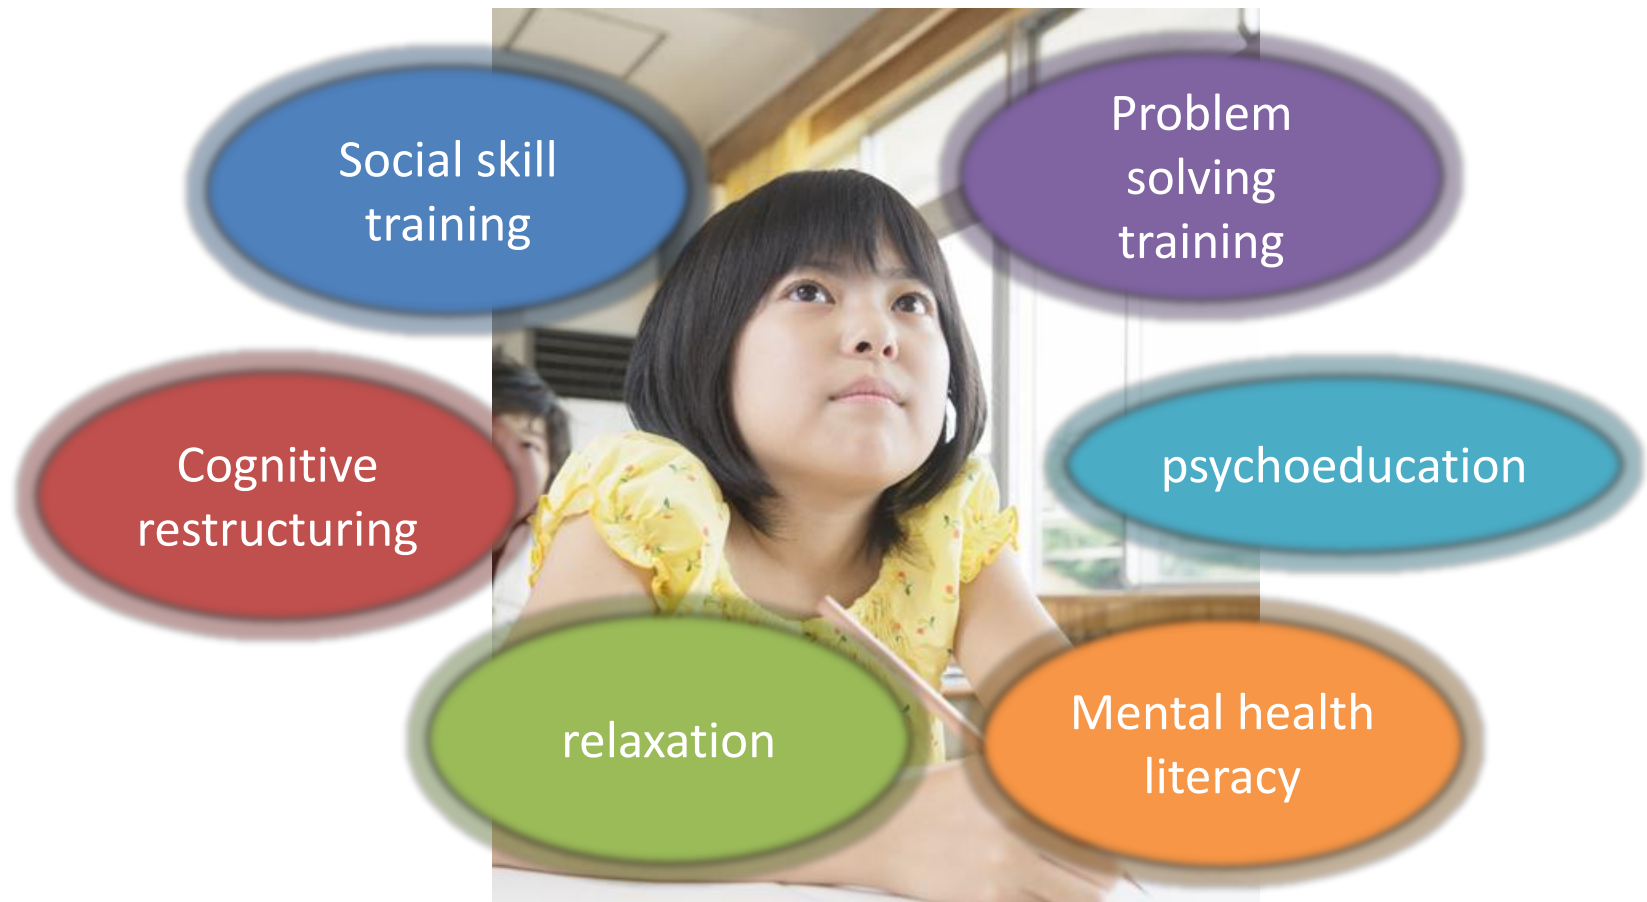 Social skill
training
Problem
solving
training
Cognitive
restructuring
psychoeducation
relaxation
Mental health
literacy